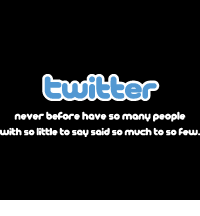 twitter
never before have so many people
with so little to say said so much to so few.